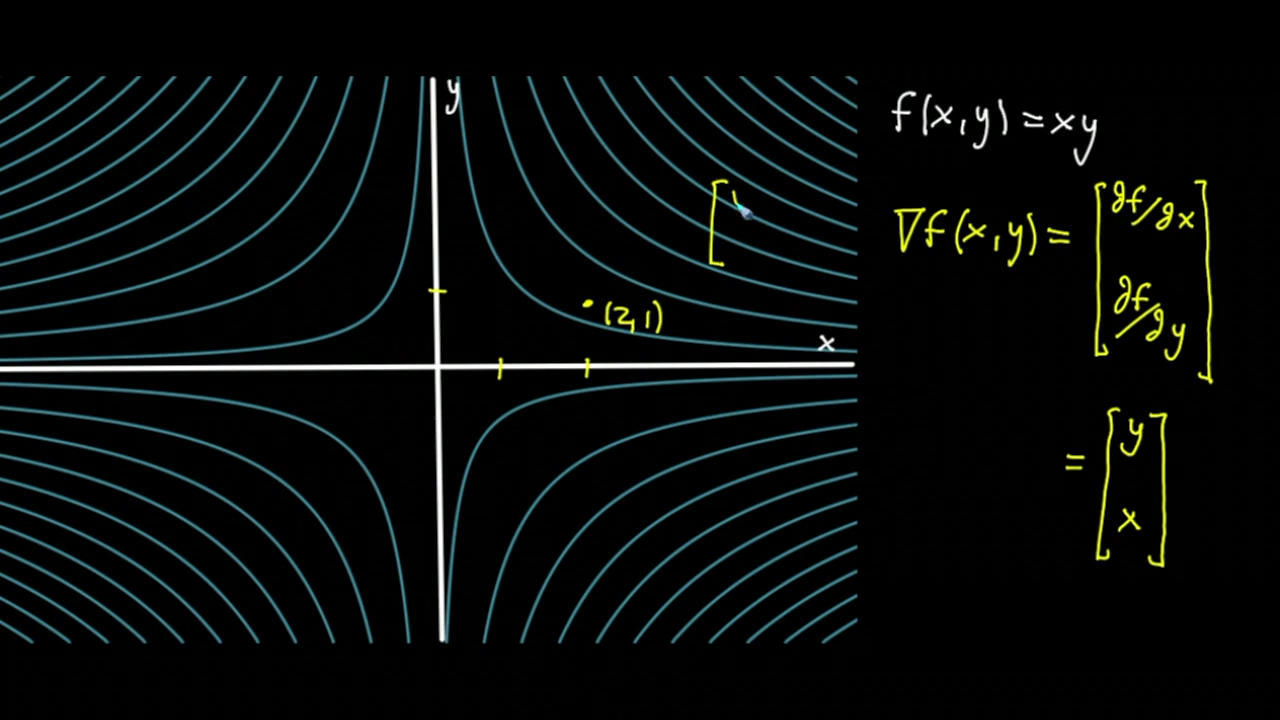 y
f(x,y) = xy
∇f(x,y) = [∂f/∂x
∂f/∂y]
(2,1)
x
= [y
x]